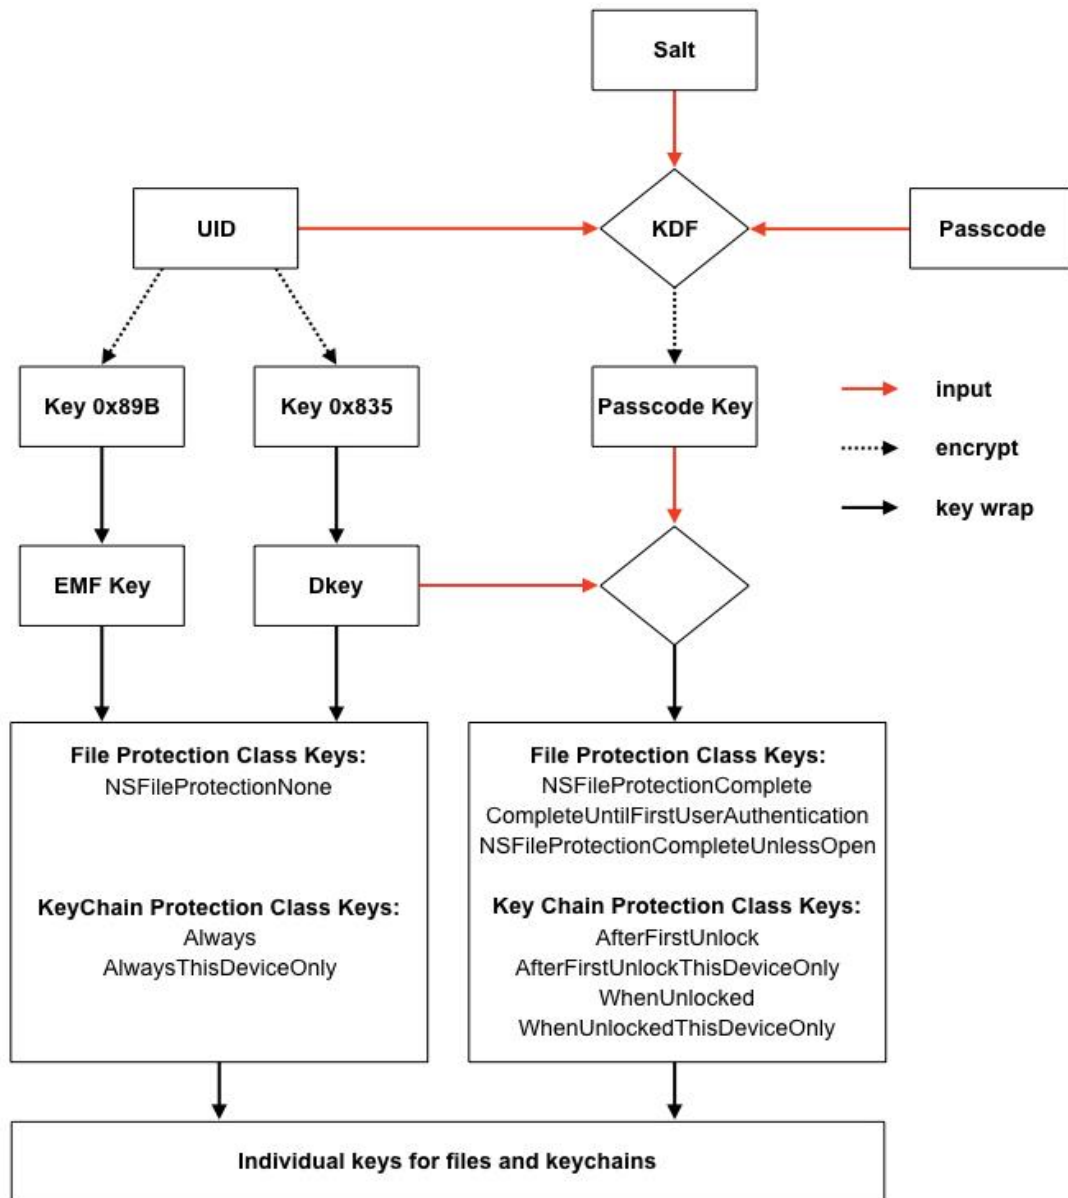 Salt
UID
KDF
Passcode
Key 0x89B
Key 0x835
Passcode Key
input
encrypt
key wrap
EMF Key
Dkey
File Protection Class Keys:
NSFileProtectionNone
KeyChain Protection Class Keys:
Always
AlwaysThisDeviceOnly
File Protection Class Keys:
NSFileProtectionComplete
CompleteUntilFirstUserAuthentication
NSFileProtectionCompleteUnlessOpen
Key Chain Protection Class Keys:
AfterFirstUnlock
AfterFirstUnlockThisDeviceOnly
WhenUnlocked
WhenUnlockedThisDeviceOnly
Individual keys for files and keychains